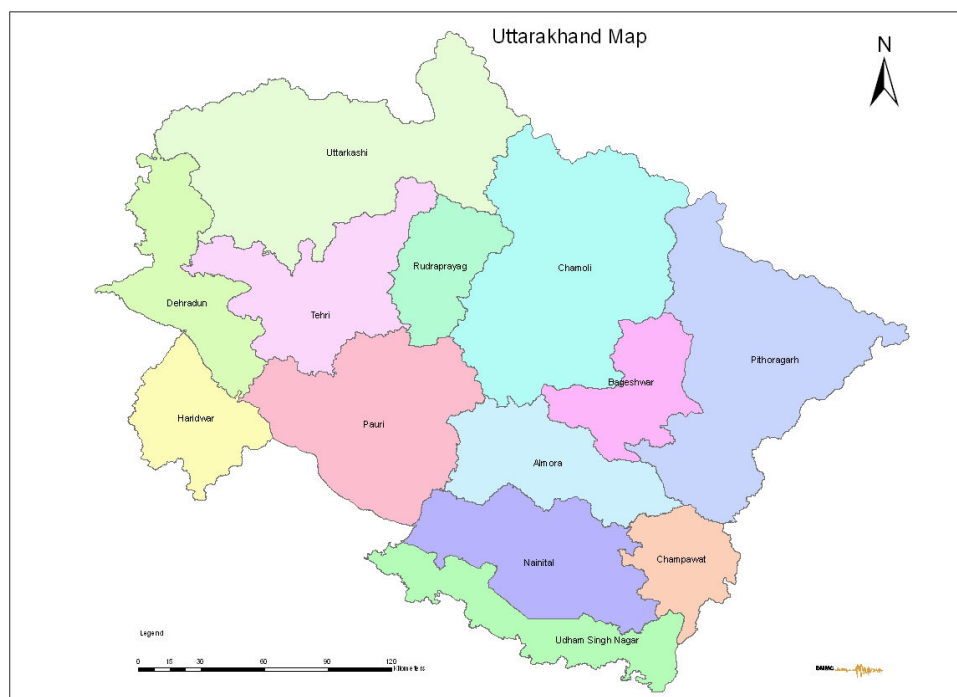 Uttarakhand Map
N
Uttarkashi
Rudraprayag
Chamoli
Dehradun
Tehri
Bageshwar
Pithoragarh
Haridwar
Pauri
Almora
Nainital
Champawat
Udham Singh Nagar
Legend
0 15 30 60 90 120
Kilometers